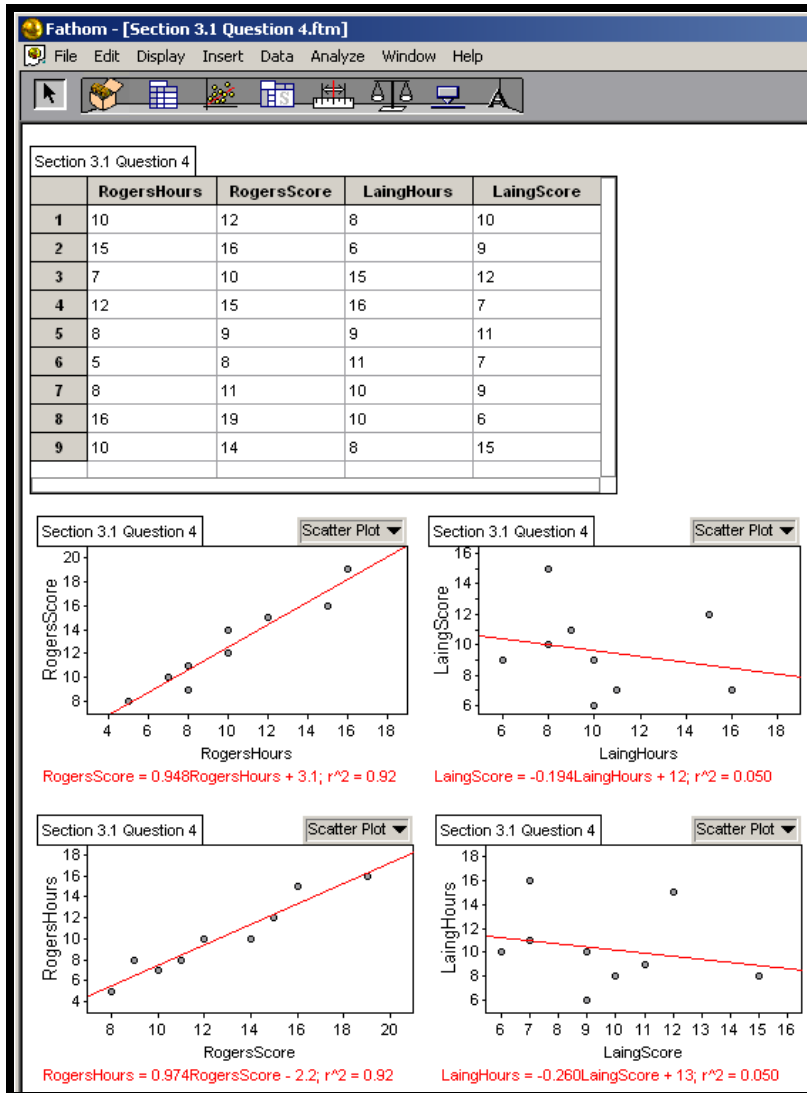 Fathom - [Section 3.1 Question 4.ftm]
File Edit Display Insert Data Analyze Window Help
Section 3.1 Question 4
RogersHours RogersScore LaingHours LaingScore
1 10 12 8 10
2 15 16 6 9
3 7 10 15 12
4 12 15 16 7
5 8 9 9 11
6 5 8 11 7
7 8 11 10 9
8 16 19 10 6
9 10 14 8 15
Section 3.1 Question 4
Scatter Plot
RogersScore
20
18
16
14
12
10
8
4 6 8 10 12 14 16 18
RogersHours
RogersScore = 0.948RogersHours + 3.1; r^2 = 0.92
Section 3.1 Question 4
Scatter Plot
LaingScore
16
14
12
10
8
6
6 8 10 12 14 16 18
LaingHours
LaingScore = -0.194LaingHours + 12; r^2 = 0.050
Section 3.1 Question 4
Scatter Plot
RogersHours
18
16
14
12
10
8
6
4
8 10 12 14 16 18 20
RogersScore
RogersHours = 0.974RogersScore - 2.2; r^2 = 0.92
Section 3.1 Question 4
Scatter Plot
LaingHours
18
16
14
12
10
8
6
6 7 8 9 10 11 12 13 14 15 16
LaingScore
LaingHours = -0.260LaingScore + 13; r^2 = 0.050